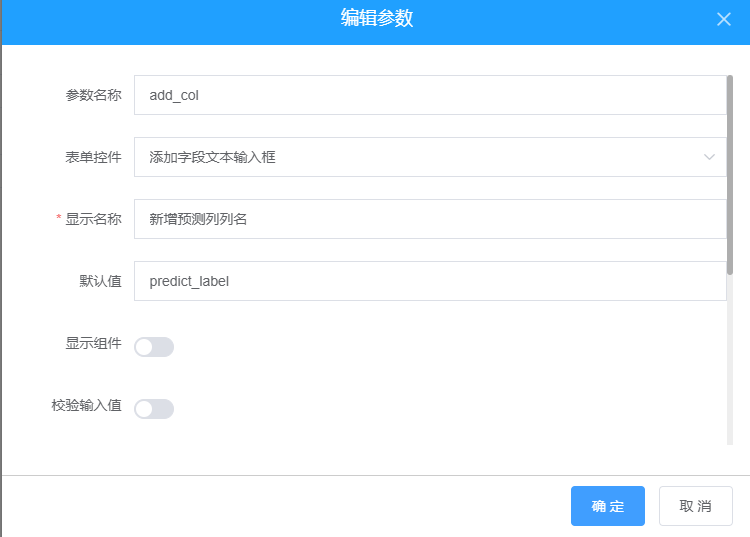 编辑参数
参数名称 add_col
表单控件 添加字段文本输入框
* 显示名称 新增预测列列名
默认值 predict_label
显示组件
校验输入值
确 定 取 消